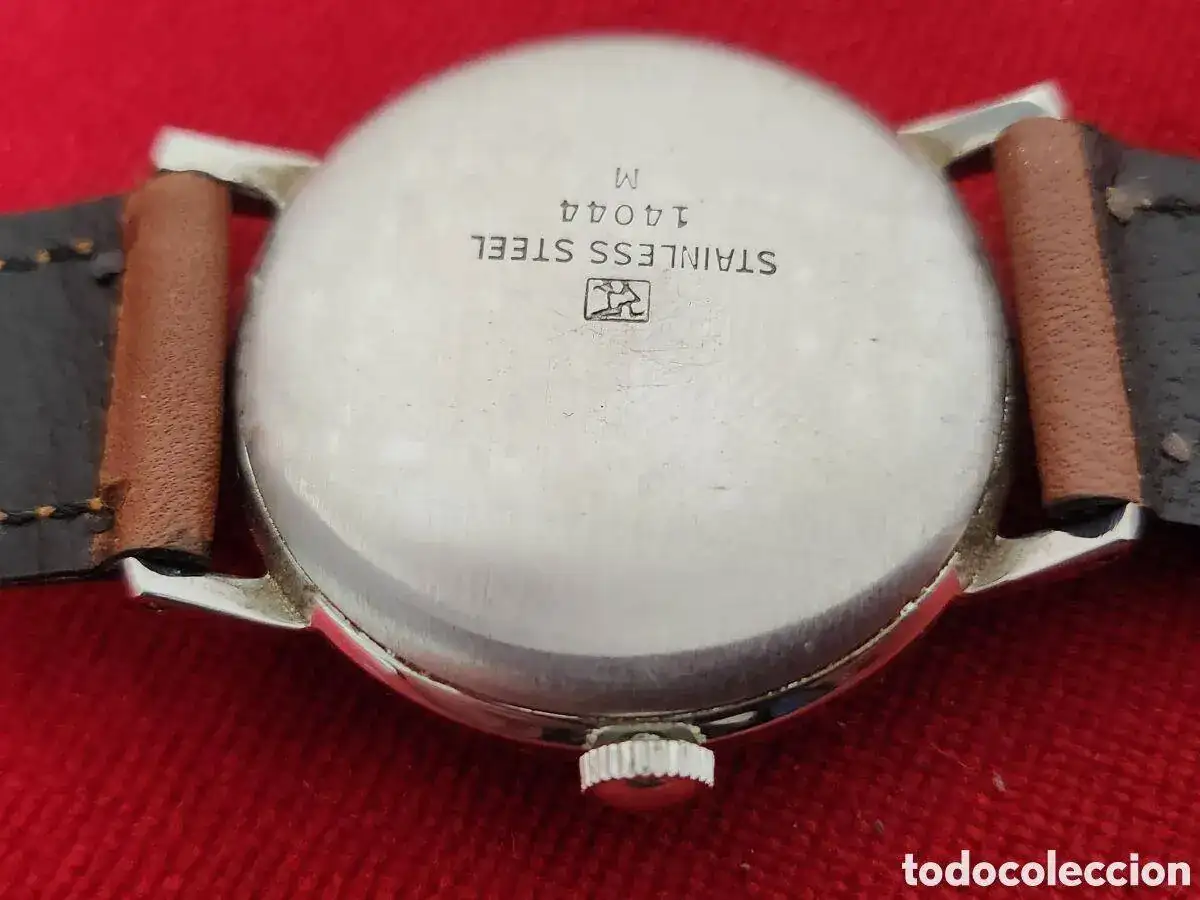 STAINLESS STEEL
14044
M
todocoleccion